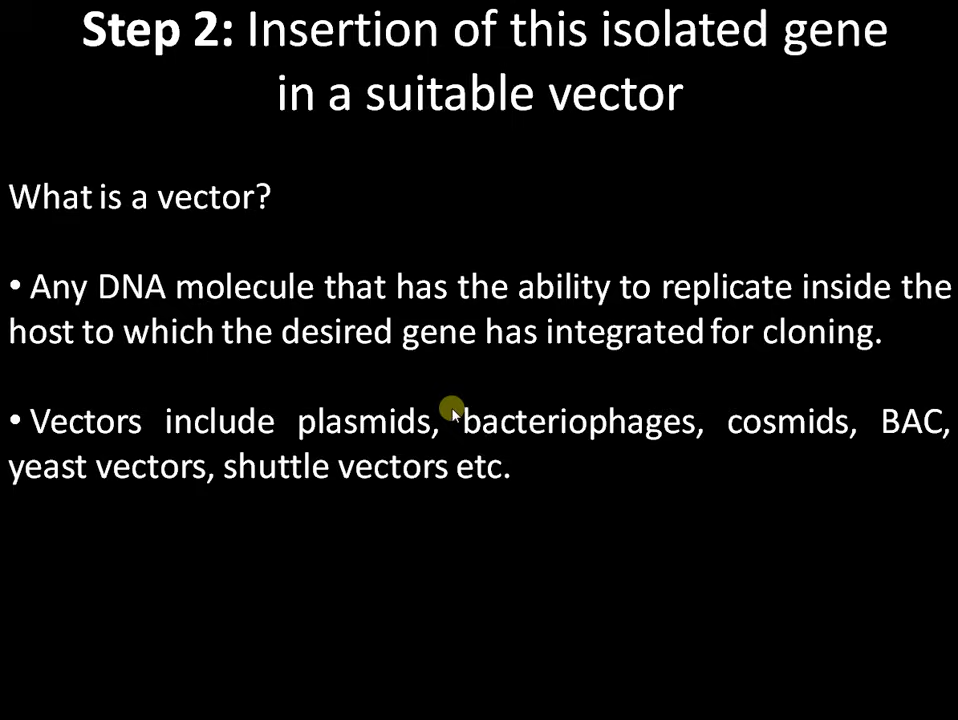 Step 2: Insertion of this isolated gene
in a suitable vector
What is a vector?
• Any DNA molecule that has the ability to replicate inside the
host to which the desired gene has integrated for cloning.
• Vectors include plasmids, bacteriophages, cosmids, BAC,
yeast vectors, shuttle vectors etc.